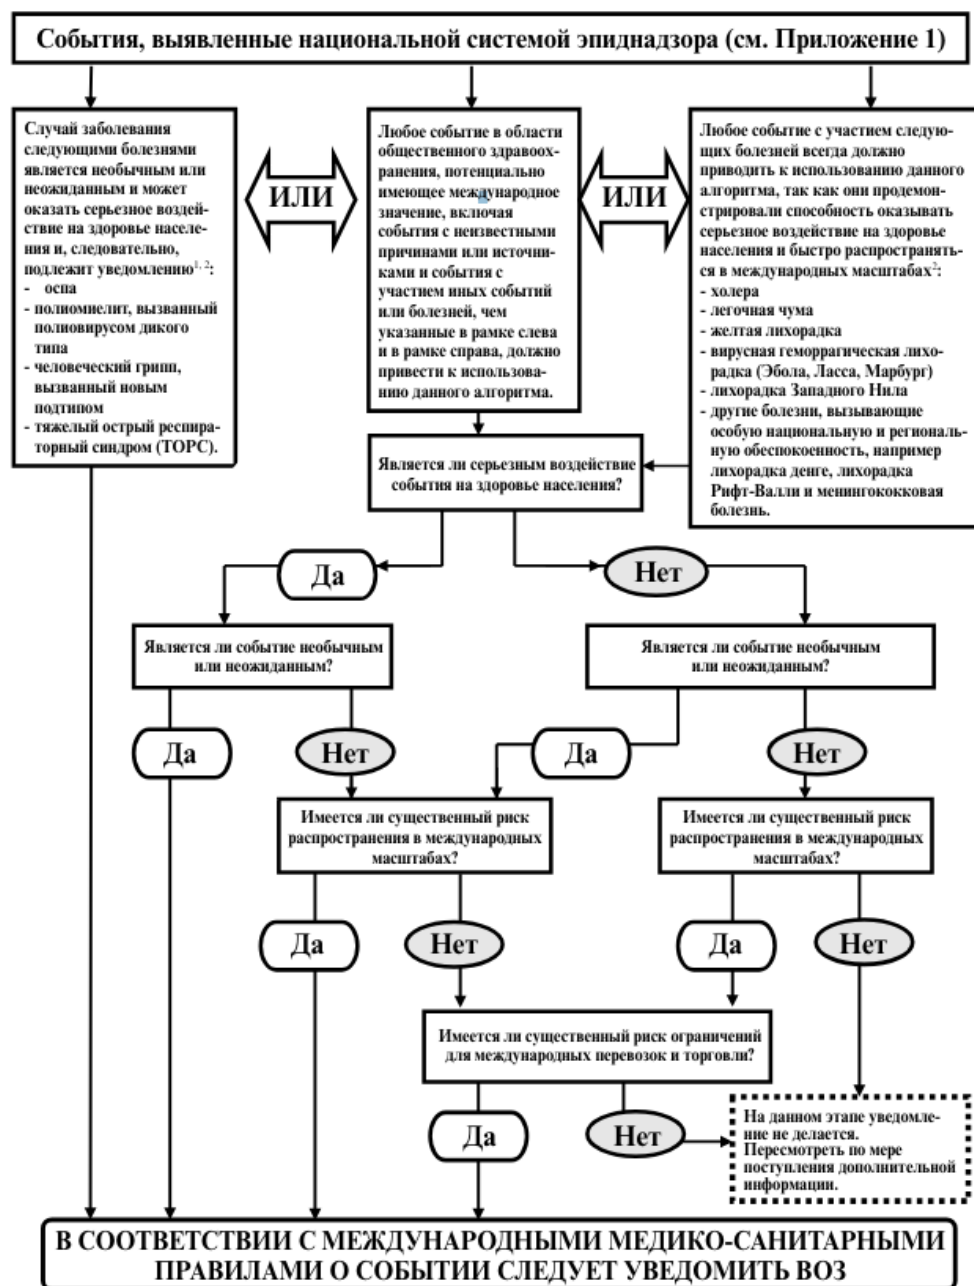 События, выявленные национальной системой эпиднадзора (см. Приложение 1)
Случай заболевания
следующими болезнями
является необычным или
неожиданным и может
оказать серьезное воздей-
ствие на здоровье населе-
ния и, следовательно,
подлежит уведомлению1, 2:
- оспа
- полиомиелит, вызванный
полиовирусом дикого
типа
- человеческий грипп,
вызванный новым
подтипом
- тяжелый острый респира-
торный синдром (ТОРС).
ИЛИ
Любое событие в области
общественного здравоох-
ранения, потенциально
имеющее международное
значение, включая
события с неизвестными
причинами или источни-
ками и события с
участием иных событий
или болезней, чем
указанные в рамке слева
и в рамке справа, должно
привести к использова-
нию данного алгоритма.
ИЛИ
Любое событие с участием следую-
щих болезней всегда должно
приводить к использованию данного
алгоритма, так как они продемон-
стрировали способность оказывать
серьезное воздействие на здоровье
населения и быстро распространять-
ся в международных масштабах2:
- холера
- легочная чума
- желтая лихорадка
- вирусная геморрагическая лихо-
радка (Эбола, Ласса, Марбург)
- лихорадка Западного Нила
- другие болезни, вызывающие
особую национальную и региональ-
ную обеспокоенность, например
лихорадка денге, лихорадка
Рифт-Валли и менингококковая
болезнь.
Является ли серьезным воздействие
события на здоровье населения?
Да
Нет
Является ли событие необычным
или неожиданным?
Является ли событие необычным
или неожиданным?
Да
Нет
Да
Нет
Имеется ли существенный риск
распространения в международных
масштабах?
Имеется ли существенный риск
распространения в международных
масштабах?
Да
Нет
Да
Нет
Имеется ли существенный риск ограничений
для международных перевозок и торговли?
Да
Нет
На данном этапе уведомле-
ние не делается.
Пересмотреть по мере
поступления дополнительной
информации.
В СООТВЕТСТВИИ С МЕЖДУНАРОДНЫМИ МЕДИКО-САНИТАРНЫМИ
ПРАВИЛАМИ О СОБЫТИИ СЛЕДУЕТ УВЕДОМИТЬ ВОЗ